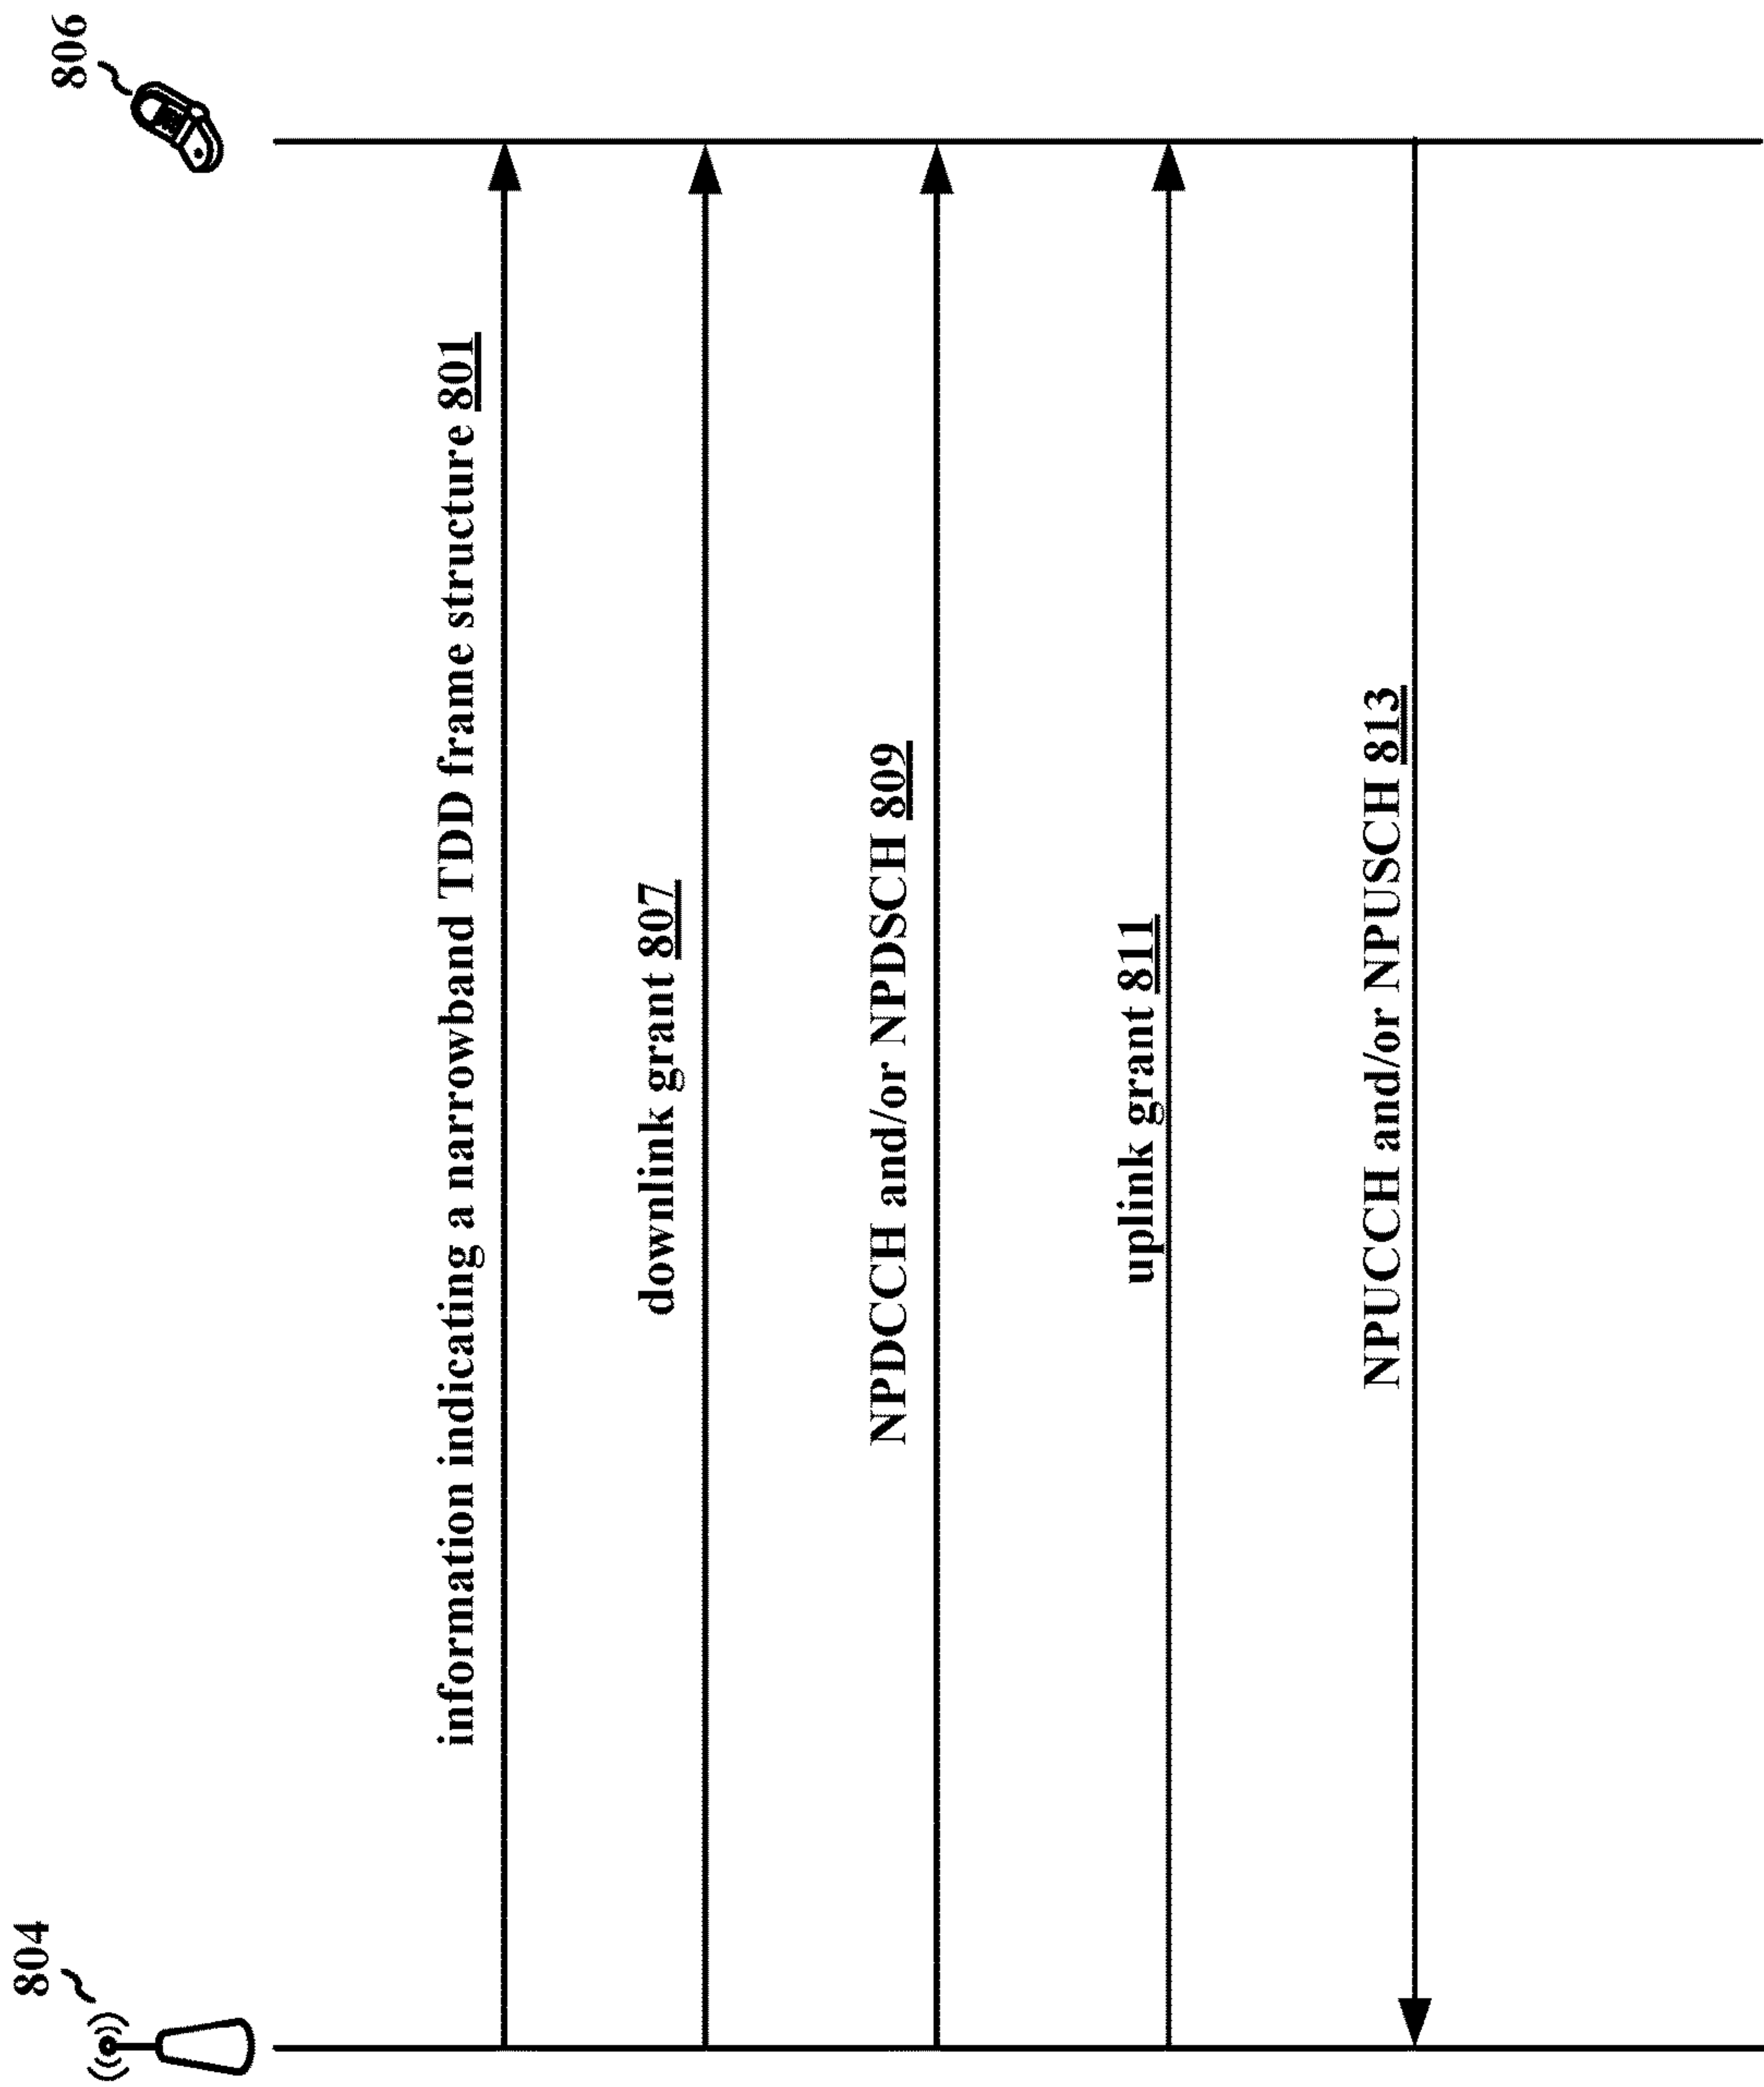 804
806
information indicating a narrowband TDD frame structure 801
downlink grant 807
NPDCCH and/or NPDSCH 809
uplink grant 811
NPUCCH and/or NPUSCH 813